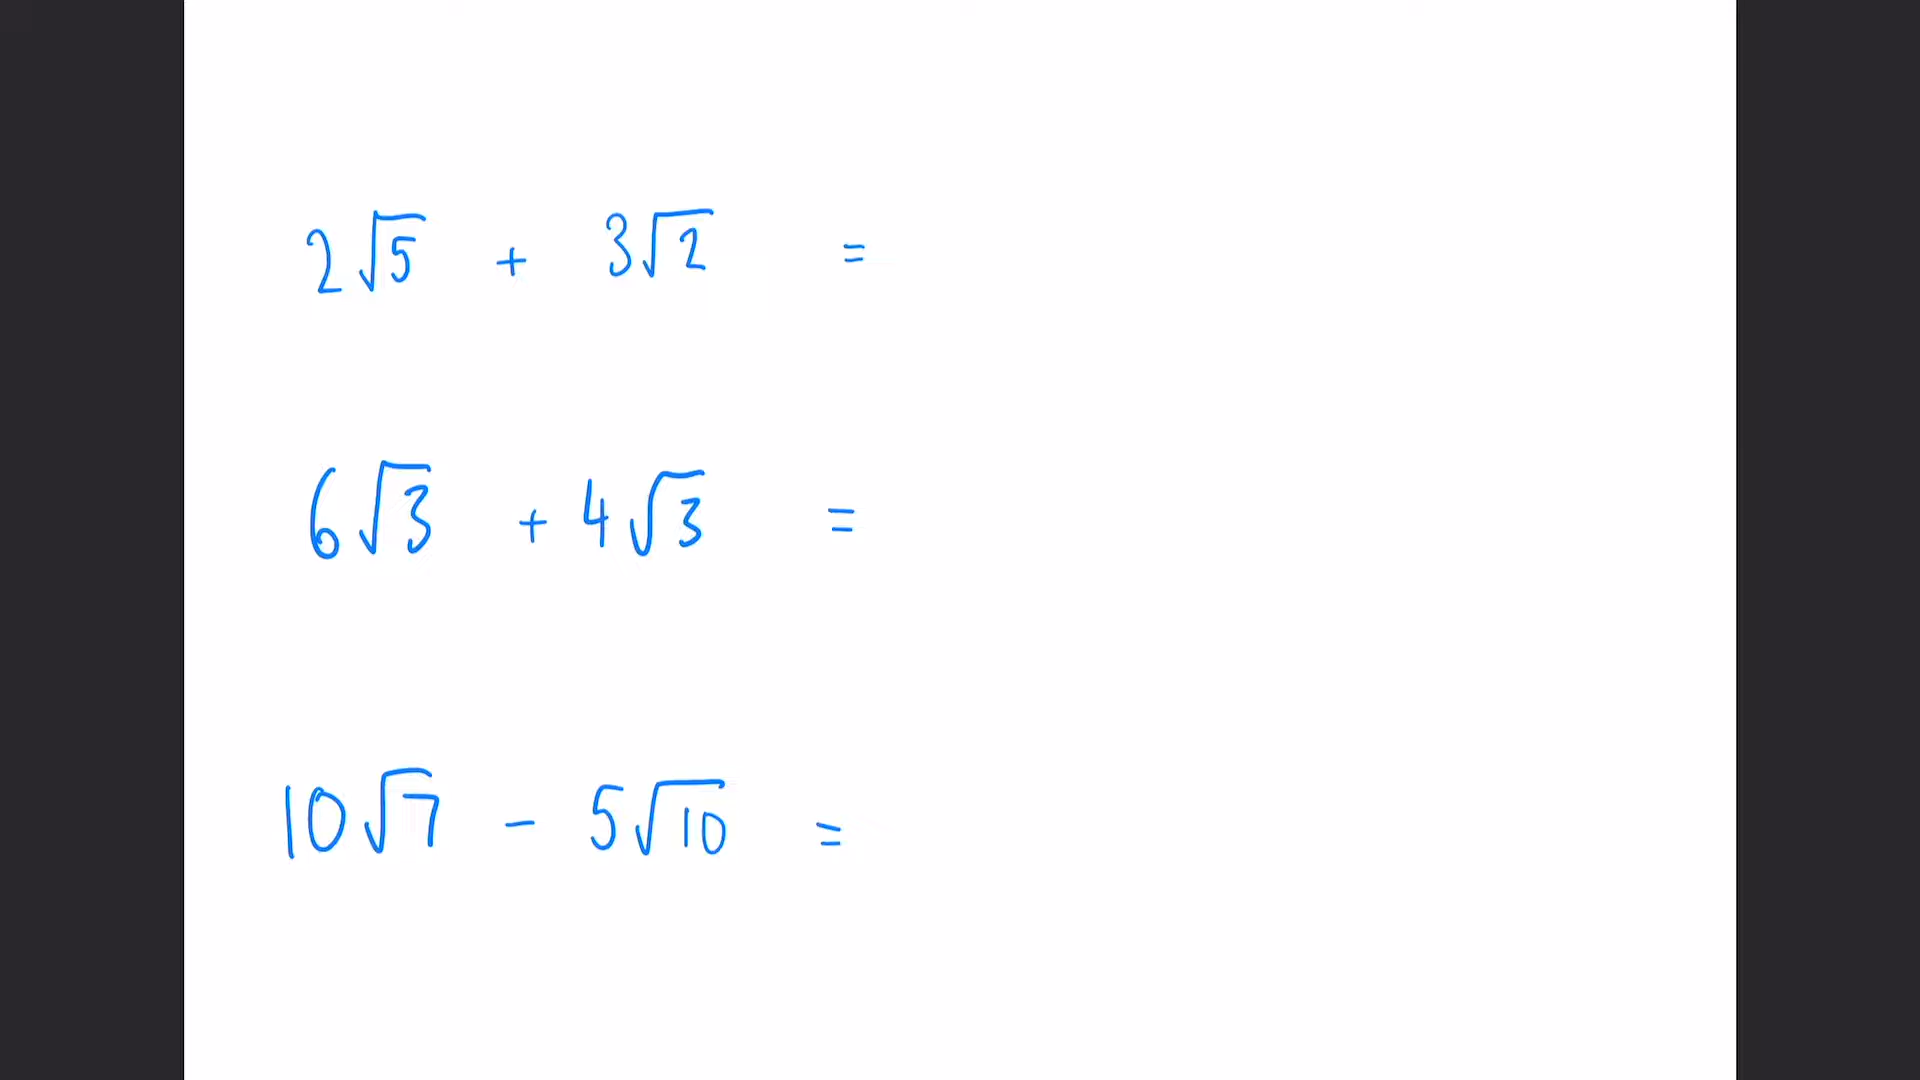 2√5 + 3√2 =
6√3 + 4√3 =
10√7 - 5√10 =